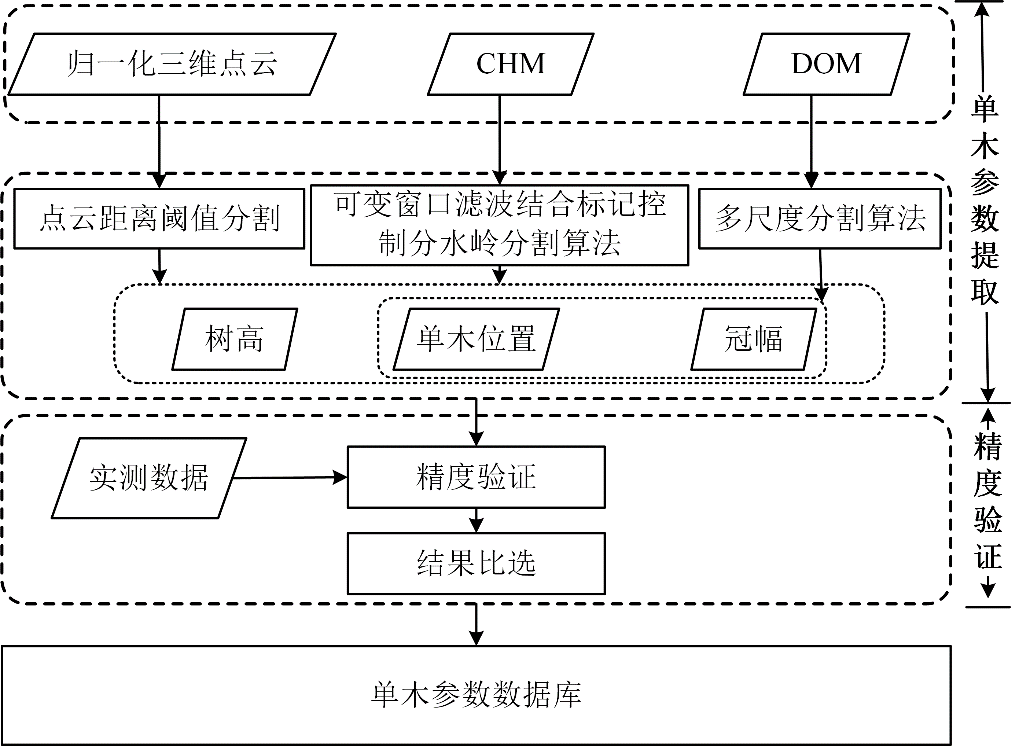 归一化三维点云
CHM
DOM
单木参数提取
点云距离阈值分割
可变窗口滤波结合标记控
制分水岭分割算法
多尺度分割算法
树高
单木位置
冠幅
实测数据
精度验证
结果比选
精度验证
单木参数数据库